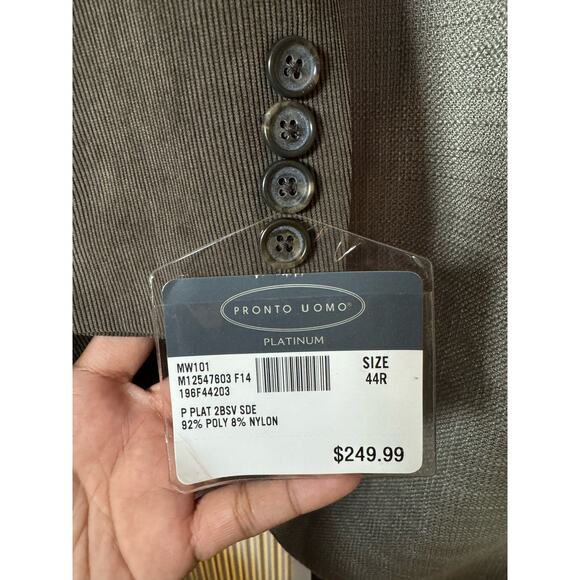 PRONTO UOMO®
PLATINUM
MW101
M12547603 F14
196F44203
SIZE
44R
P PLAT 2BSV SDE
92% POLY 8% NYLON
$249.99